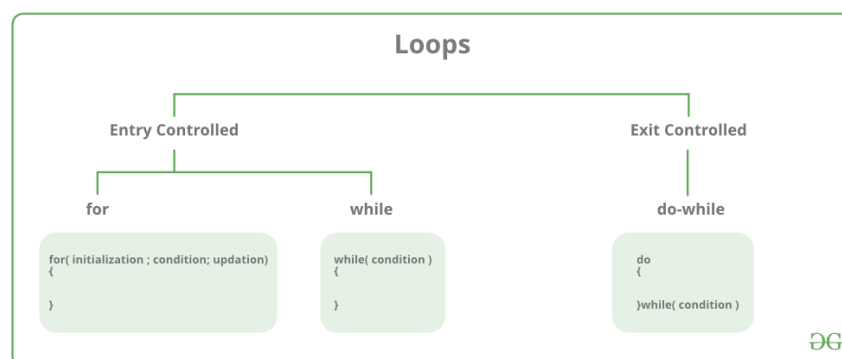 Loops
Entry Controlled
Exit Controlled
for
while
do-while
for( initialization ; condition; updation)
{
}
while( condition )
{
}
do
{
}while( condition )